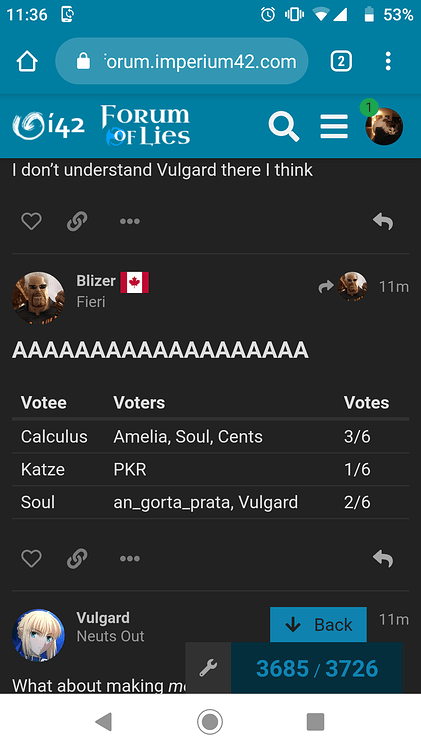 11:36 53%
forum.imperium42.com 2
i42 FORUM OF LIES 1
I don't understand Vulgard there I think
Blizer 11m
Fieri
AAAAAAAAAAAAAAAAAAA
Votee Voters Votes
Calculus Amelia, Soul, Cents 3/6
Katze PKR 1/6
Soul an_gorta_prata, Vulgard 2/6
Vulgard Back 11m
Neuts Out
3685 / 3726
What about making